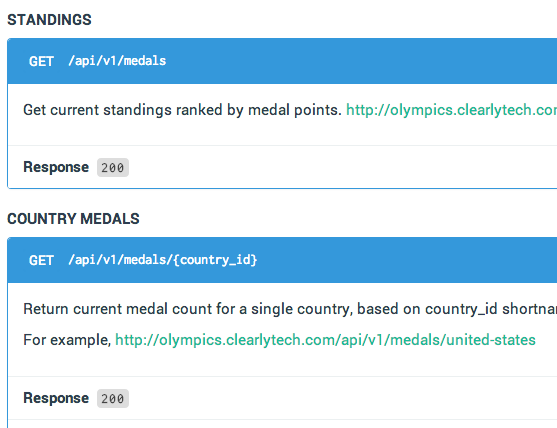 STANDINGS
GET /api/v1/medals
Get current standings ranked by medal points. http://olympics.clearlytech.com
Response 200
COUNTRY MEDALS
GET /api/v1/medals/{country_id}
Return current medal count for a single country, based on country_id shortna
For example, http://olympics.clearlytech.com/api/v1/medals/united-states
Response 200